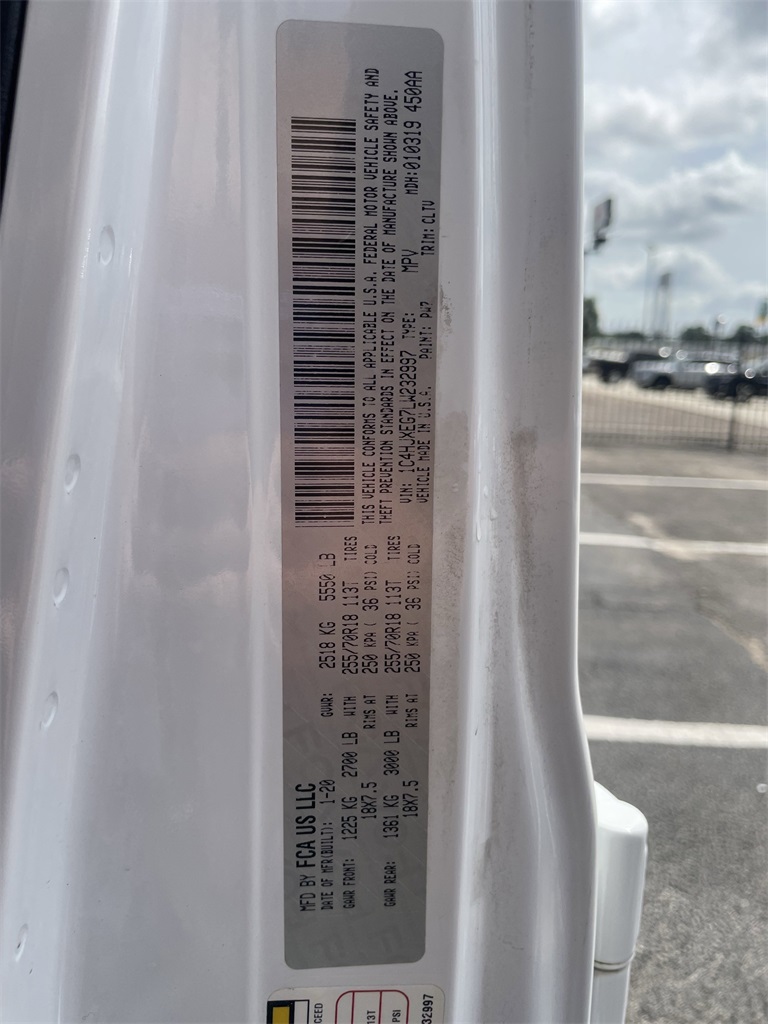 MFD BY FCA US LLC
DATE OF MFR(BUILT): 1-20 GVWR: 2518 KG 5550 LB
GAWR FRONT: 1225 KG 2700 LB WITH 255/70R18 113T TIRES
18X7.5 RIMS AT 250 KPA ( 36 PSI) COLD
GAWR REAR: 1361 KG 3000 LB WITH 255/70R18 113T TIRES
18X7.5 RIMS AT 250 KPA ( 36 PSI) COLD
THIS VEHICLE CONFORMS TO ALL APPLICABLE U.S.A. FEDERAL MOTOR VEHICLE SAFETY AND
THEFT PREVENTION STANDARDS IN EFFECT ON THE DATE OF MANUFACTURE SHOWN ABOVE.
VIN: 1C4HJXEG7LW232997 TYPE: MPV MDH:010319 450AA
VEHICLE MADE IN U.S.A. PAINT: PW7 TRIM: CLTV
CEED
13T
PSI
32997